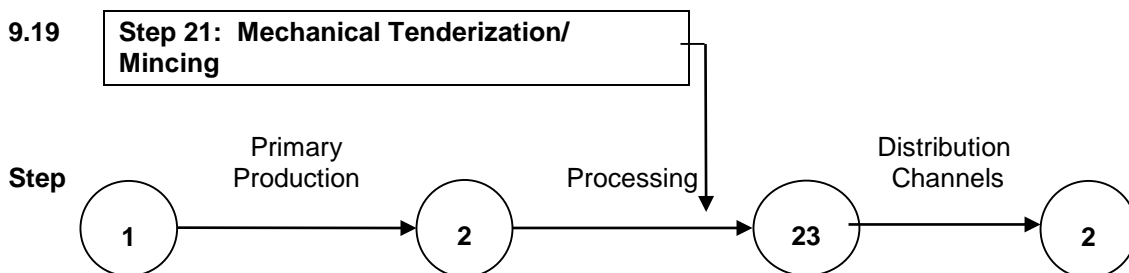 9.19 Step 21: Mechanical Tenderization/
Mincing
Primary
Production
Processing
Distribution
Channels
Step
1
2
23
2